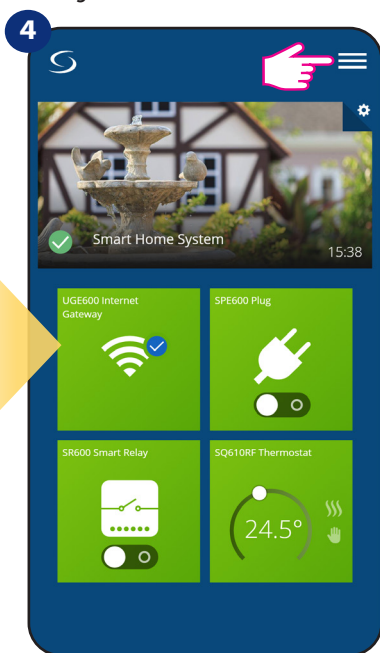 4
Smart Home System
15:38
UGE600 Internet
Gateway
SPE600 Plug
SR600 Smart Relay
SQ610RF Thermostat
24.5°